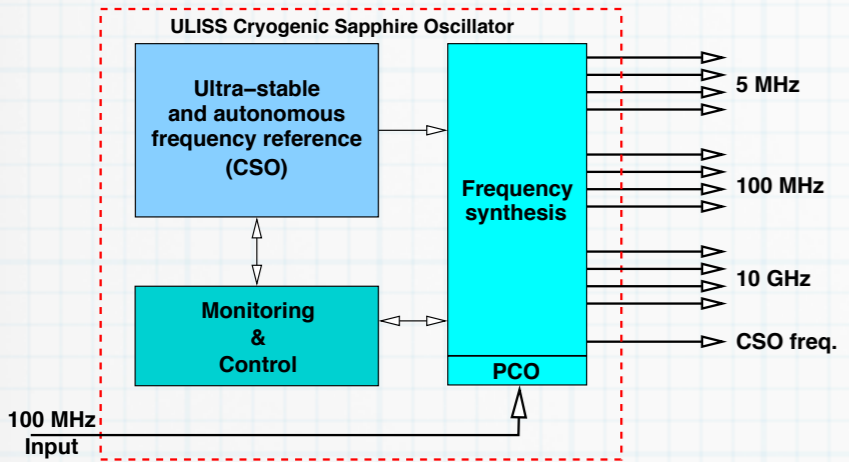 ULISS Cryogenic Sapphire Oscillator
Ultra−stable
and autonomous
frequency reference
(CSO)
Frequency
synthesis
5 MHz
100 MHz
10 GHz
CSO freq.
Monitoring
&
Control
PCO
100 MHz
Input